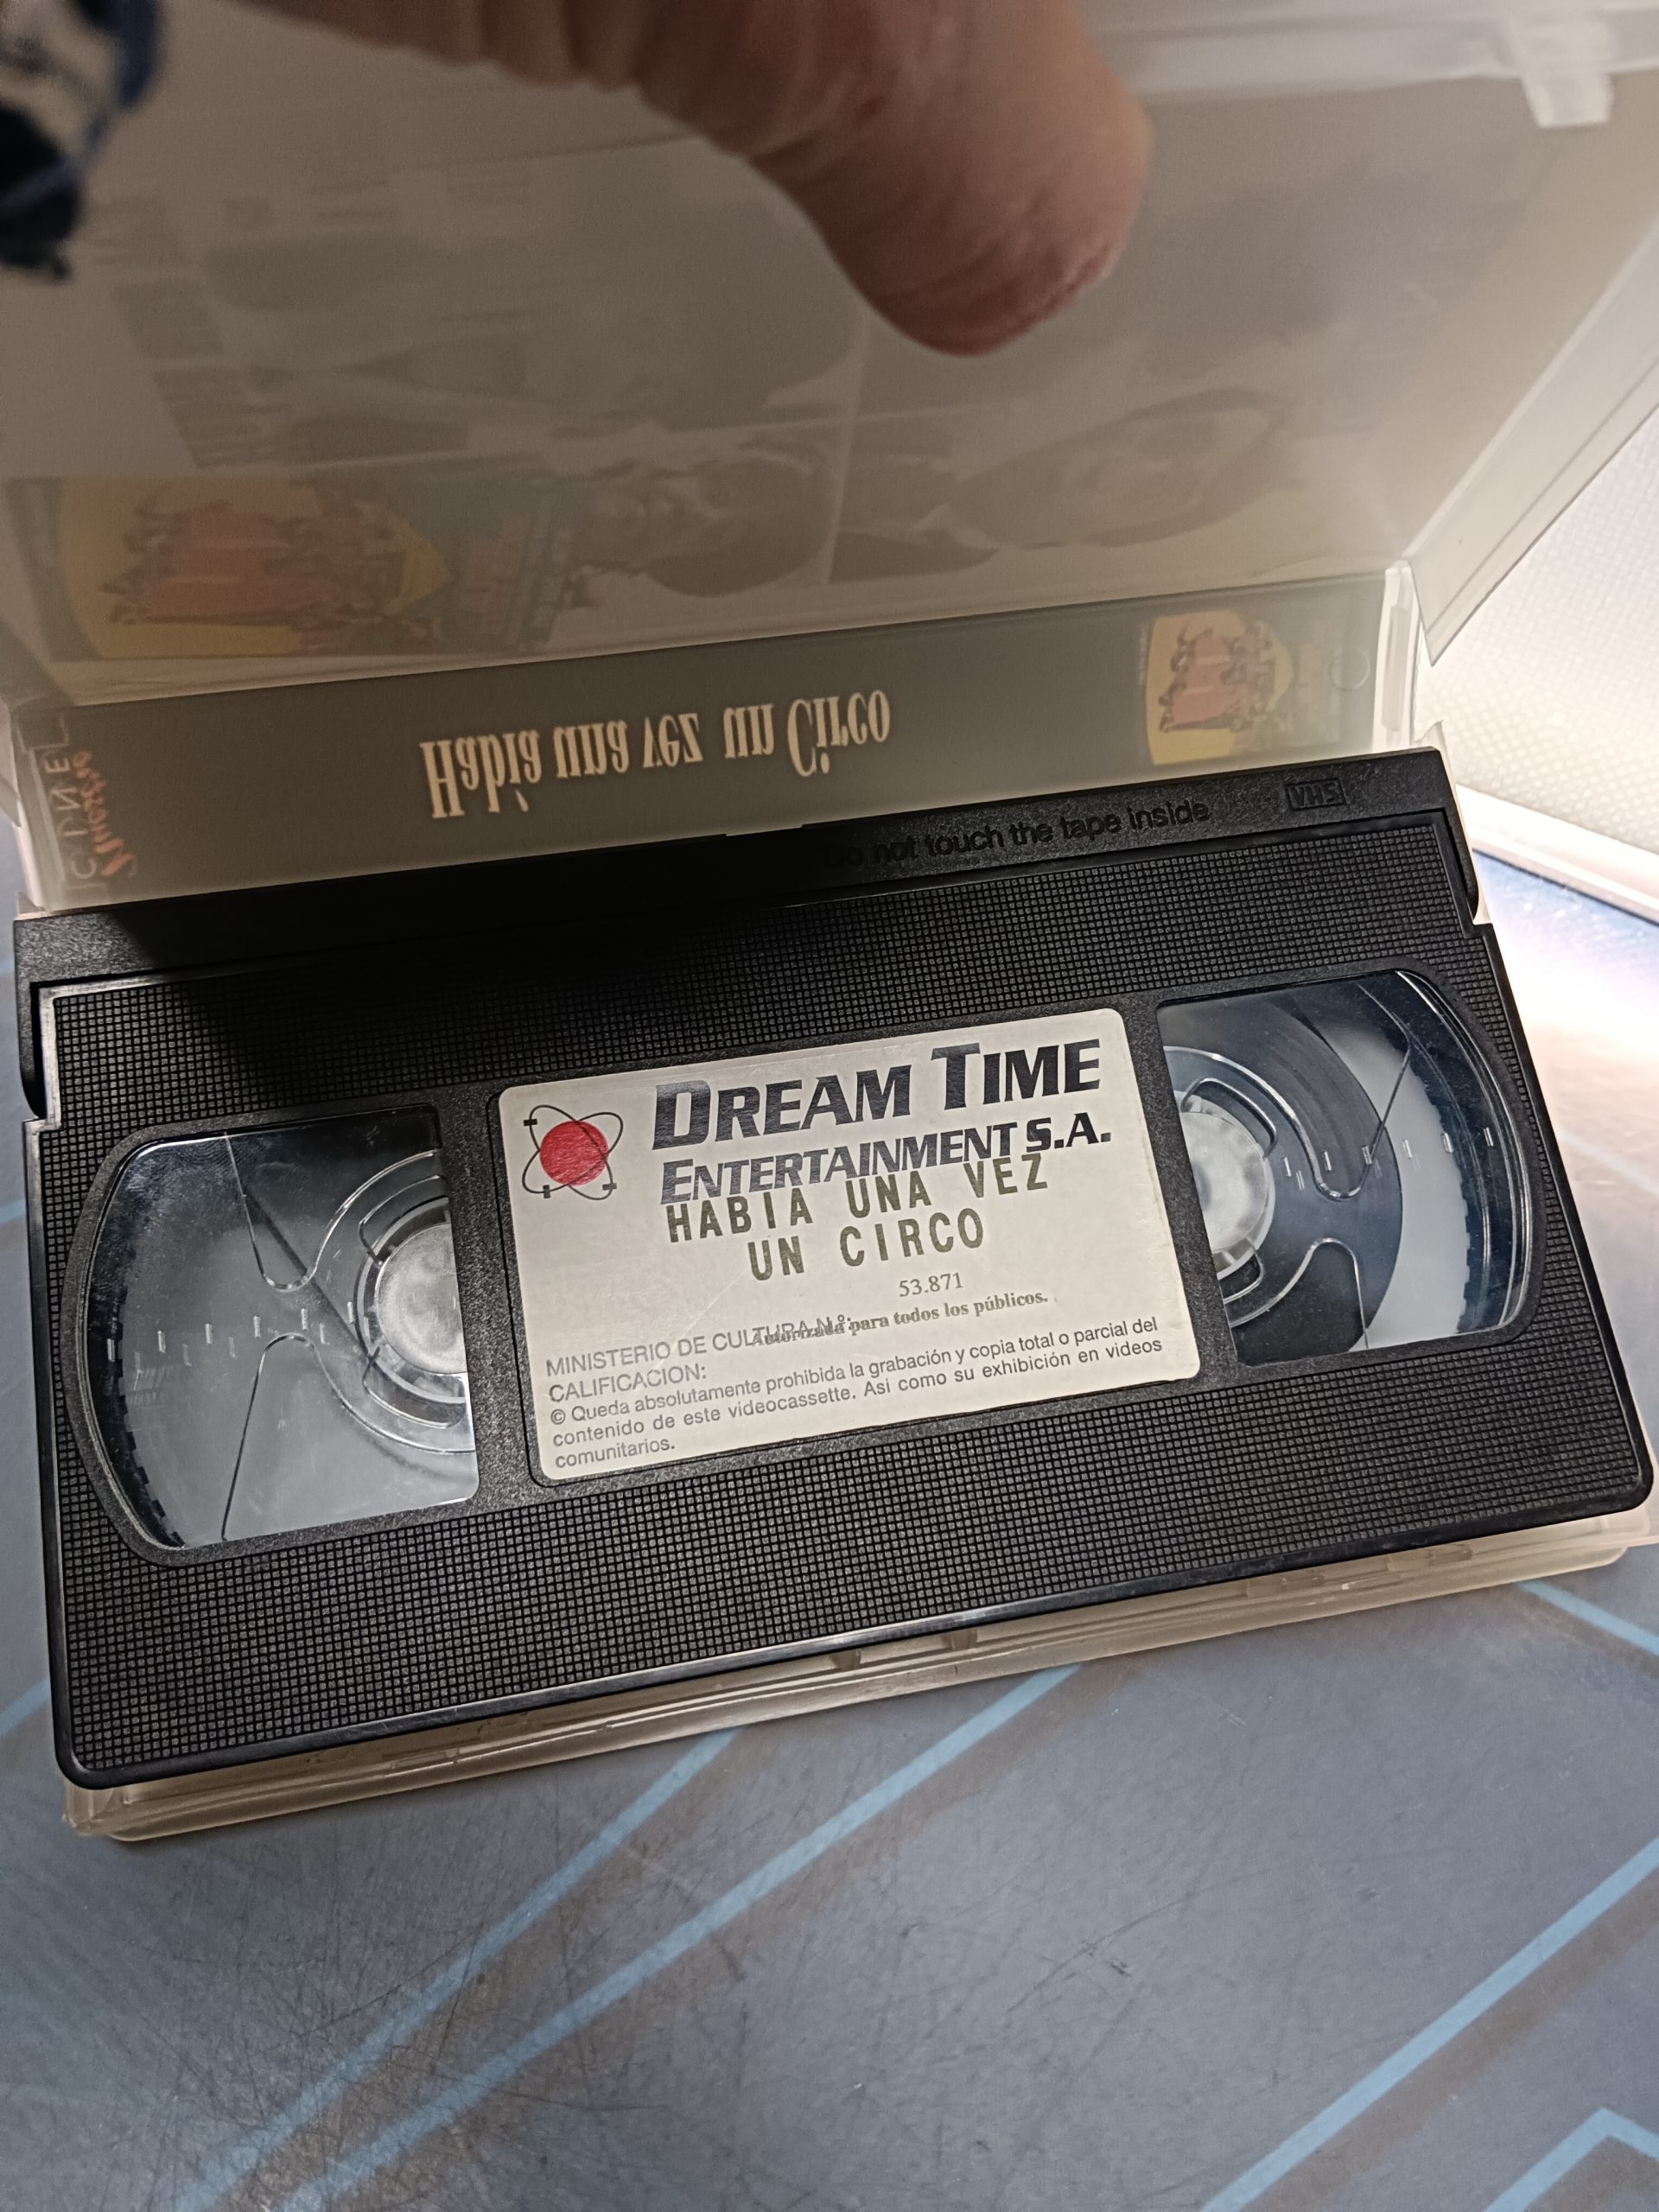 Había una vez un Circo
Do not touch the tape inside
VHS
DREAM TIME
ENTERTAINMENT S.A.
HABIA UNA VEZ
UN CIRCO
53.871
MINISTERIO DE CULTURA N.º:
Autorizada para todos los públicos.
CALIFICACION:
© Queda absolutamente prohibida la grabación y copia total o parcial del
contenido de este videocassette. Asi como su exhibición en videos
comunitarios.